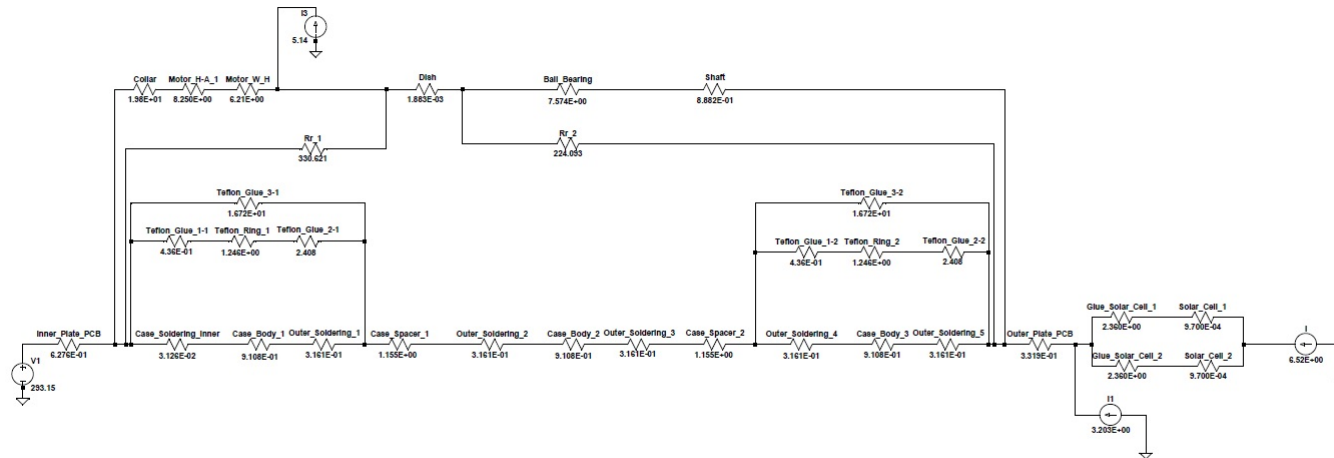 I3
5.14
Collar
1.98E+01
Motor_H-A_1
8.250E+00
Motor_W_H
6.21E+00
Dish
1.883E-03
Ball_Bearing
7.574E+00
Shaft
8.882E-01
Rr_1
330.621
Rr_2
224.093
Teflon_Glue_3-1
1.672E+01
Teflon_Glue_3-2
1.672E+01
Teflon_Glue_1-1
4.36E-01
Teflon_Ring_1
1.246E+00
Teflon_Glue_2-1
2.408
Teflon_Glue_1-2
4.36E-01
Teflon_Ring_2
1.246E+00
Teflon_Glue_2-2
2.408
Inner_Plate_PCB
6.276E-01
Case_Soldering_Inner
3.126E-02
Case_Body_1
9.108E-01
Outer_Soldering_1
3.161E-01
Case_Spacer_1
1.155E+00
Outer_Soldering_2
3.161E-01
Case_Body_2
9.108E-01
Outer_Soldering_3
3.161E-01
Case_Spacer_2
1.155E+00
Outer_Soldering_4
3.161E-01
Case_Body_3
9.108E-01
Outer_Soldering_5
3.161E-01
Outer_Plate_PCB
3.319E-01
Glue_Solar_Cell_1
2.360E+00
Solar_Cell_1
9.700E-04
Glue_Solar_Cell_2
2.360E+00
Solar_Cell_2
9.700E-04
I
6.52E+00
V1
293.15
I1
3.203E+00